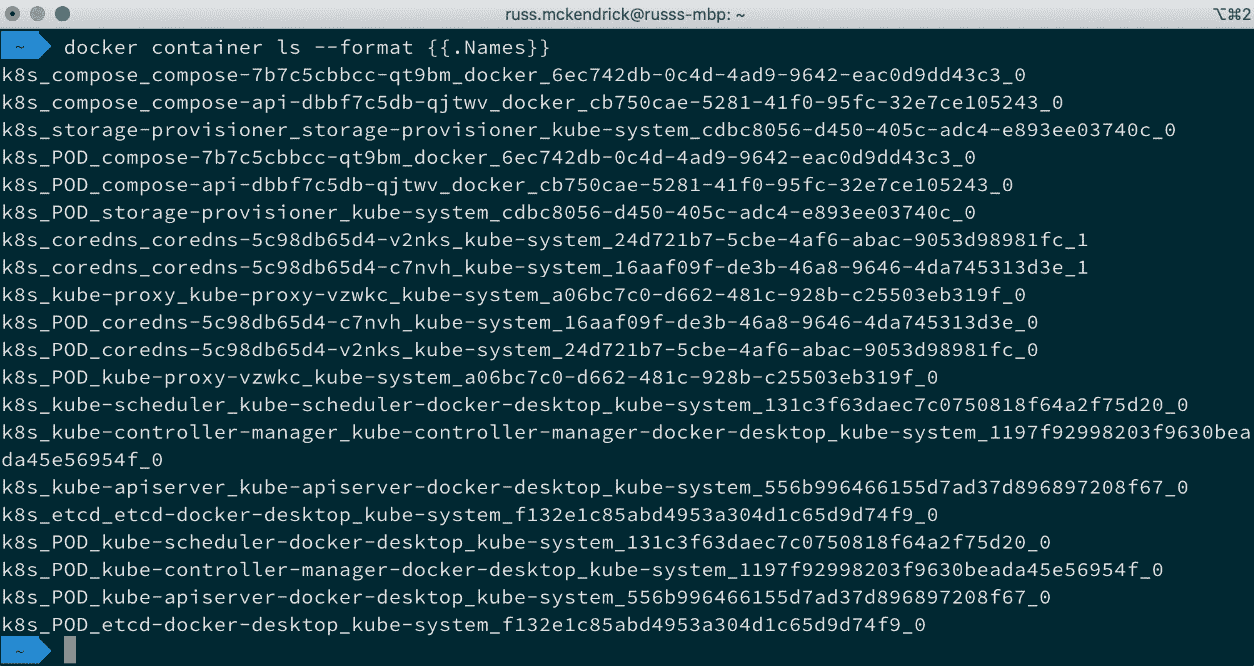 russ.mckendrick@russs-mbp: ~
⌥⌘2
~ docker container ls --format {{.Names}}
k8s_compose_compose-7b7c5cbbcc-qt9bm_docker_6ec742db-0c4d-4ad9-9642-eac0d9dd43c3_0
k8s_compose_compose-api-dbbf7c5db-qjtwv_docker_cb750cae-5281-41f0-95fc-32e7ce105243_0
k8s_storage-provisioner_storage-provisioner_kube-system_cdbc8056-d450-405c-adc4-e893ee03740c_0
k8s_POD_compose-7b7c5cbbcc-qt9bm_docker_6ec742db-0c4d-4ad9-9642-eac0d9dd43c3_0
k8s_POD_compose-api-dbbf7c5db-qjtwv_docker_cb750cae-5281-41f0-95fc-32e7ce105243_0
k8s_POD_storage-provisioner_kube-system_cdbc8056-d450-405c-adc4-e893ee03740c_0
k8s_coredns_coredns-5c98db65d4-v2nks_kube-system_24d721b7-5cbe-4af6-abac-9053d98981fc_1
k8s_coredns_coredns-5c98db65d4-c7nvh_kube-system_16aaf09f-de3b-46a8-9646-4da745313d3e_1
k8s_kube-proxy_kube-proxy-vzwkc_kube-system_a06bc7c0-d662-481c-928b-c25503eb319f_0
k8s_POD_coredns-5c98db65d4-c7nvh_kube-system_16aaf09f-de3b-46a8-9646-4da745313d3e_0
k8s_POD_coredns-5c98db65d4-v2nks_kube-system_24d721b7-5cbe-4af6-abac-9053d98981fc_0
k8s_POD_kube-proxy-vzwkc_kube-system_a06bc7c0-d662-481c-928b-c25503eb319f_0
k8s_kube-scheduler_kube-scheduler-docker-desktop_kube-system_131c3f63daec7c0750818f64a2f75d20_0
k8s_kube-controller-manager_kube-controller-manager-docker-desktop_kube-system_1197f92998203f9630bea
da45e56954f_0
k8s_kube-apiserver_kube-apiserver-docker-desktop_kube-system_556b996466155d7ad37d896897208f67_0
k8s_etcd_etcd-docker-desktop_kube-system_f132e1c85abd4953a304d1c65d9d74f9_0
k8s_POD_kube-scheduler-docker-desktop_kube-system_131c3f63daec7c0750818f64a2f75d20_0
k8s_POD_kube-controller-manager-docker-desktop_kube-system_1197f92998203f9630beada45e56954f_0
k8s_POD_kube-apiserver-docker-desktop_kube-system_556b996466155d7ad37d896897208f67_0
k8s_POD_etcd-docker-desktop_kube-system_f132e1c85abd4953a304d1c65d9d74f9_0
~